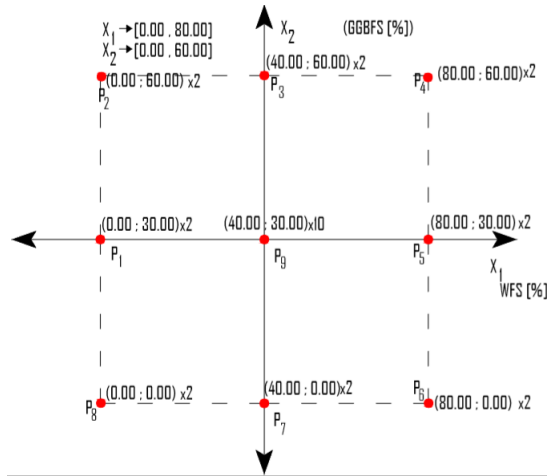 X1→[0.00 , 80.00]
X2→[0.00 , 60.00]
X2
(GGBFS [%])
(0.00 ; 60.00) x2
P2
(40.00 ; 60.00) x2
P3
(80.00 ; 60.00)x2
P4
(0.00 ; 30.00)x2
P1
(40.00 ; 30.00)x10
P9
(80.00 ; 30.00) x2
P5
X1
WFS [%]
(0.00 ; 0.00) x2
P8
(40.00 ; 0.00)x2
P7
P6
(80.00 ; 0.00) x2